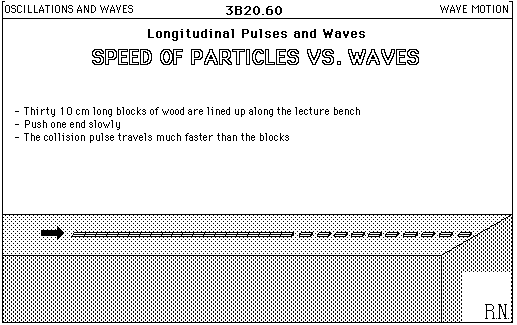 OSCILLATIONS AND WAVES 3B20.60 WAVE MOTION
Longitudinal Pulses and Waves
SPEED OF PARTICLES VS. WAVES
- Thirty 10 cm long blocks of wood are lined up along the lecture bench
- Push one end slowly
- The collision pulse travels much faster than the blocks
RN